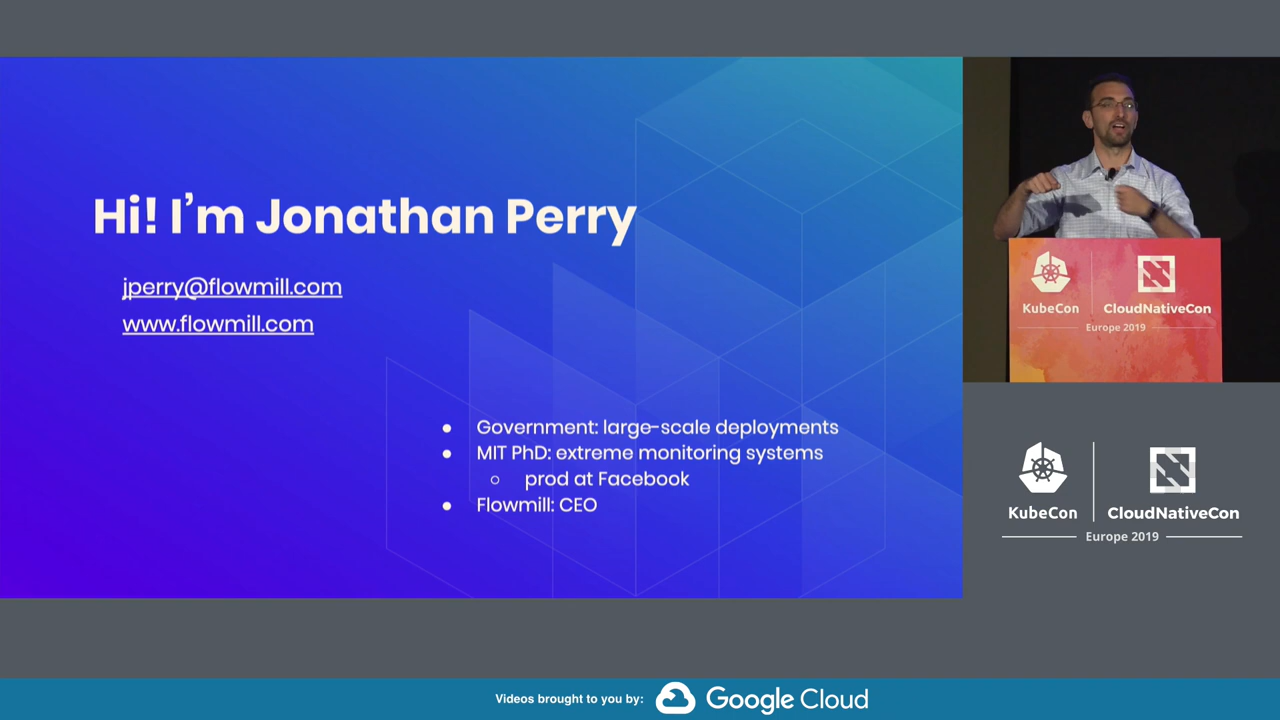 Hi! I'm Jonathan Perry
jperry@flowmill.com
www.flowmill.com
● Government: large-scale deployments
● MIT PhD: extreme monitoring systems
○ prod at Facebook
● Flowmill: CEO
KubeCon
CloudNativeCon
Europe 2019
KubeCon
CloudNativeCon
Europe 2019
Videos brought to you by: Google Cloud